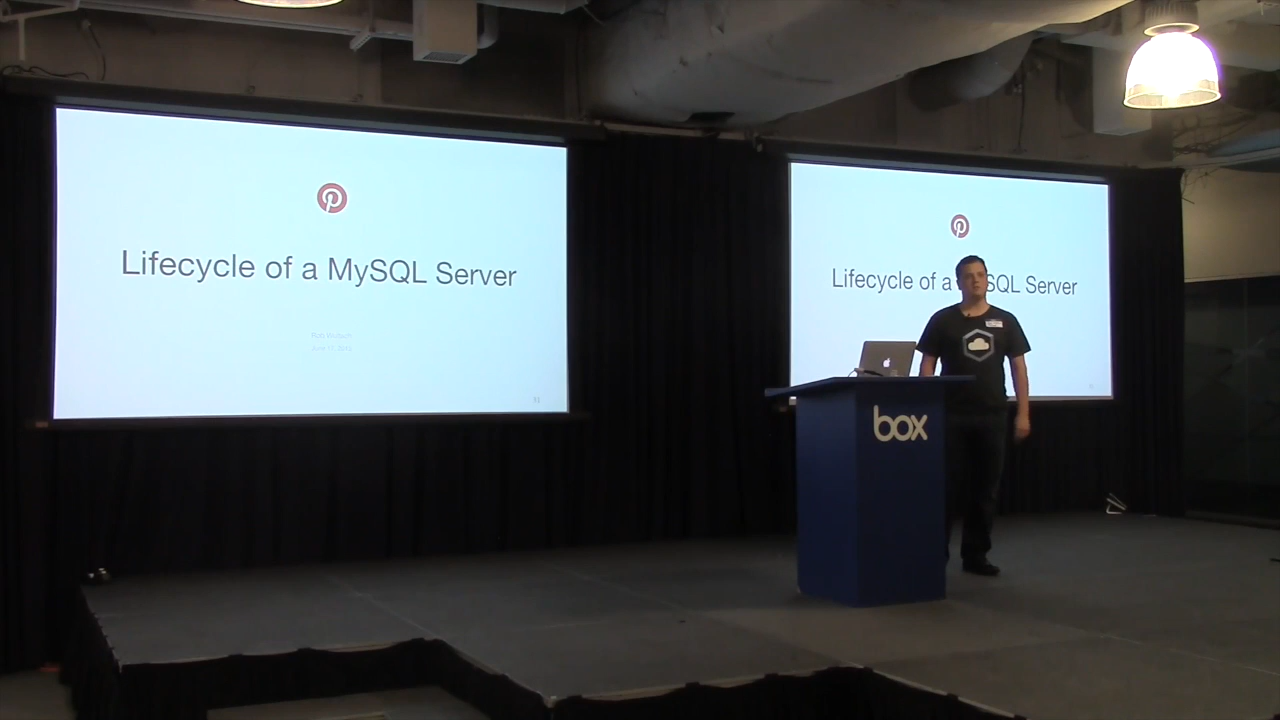 Lifecycle of a MySQL Server
Lifecycle of a SQL Server
box